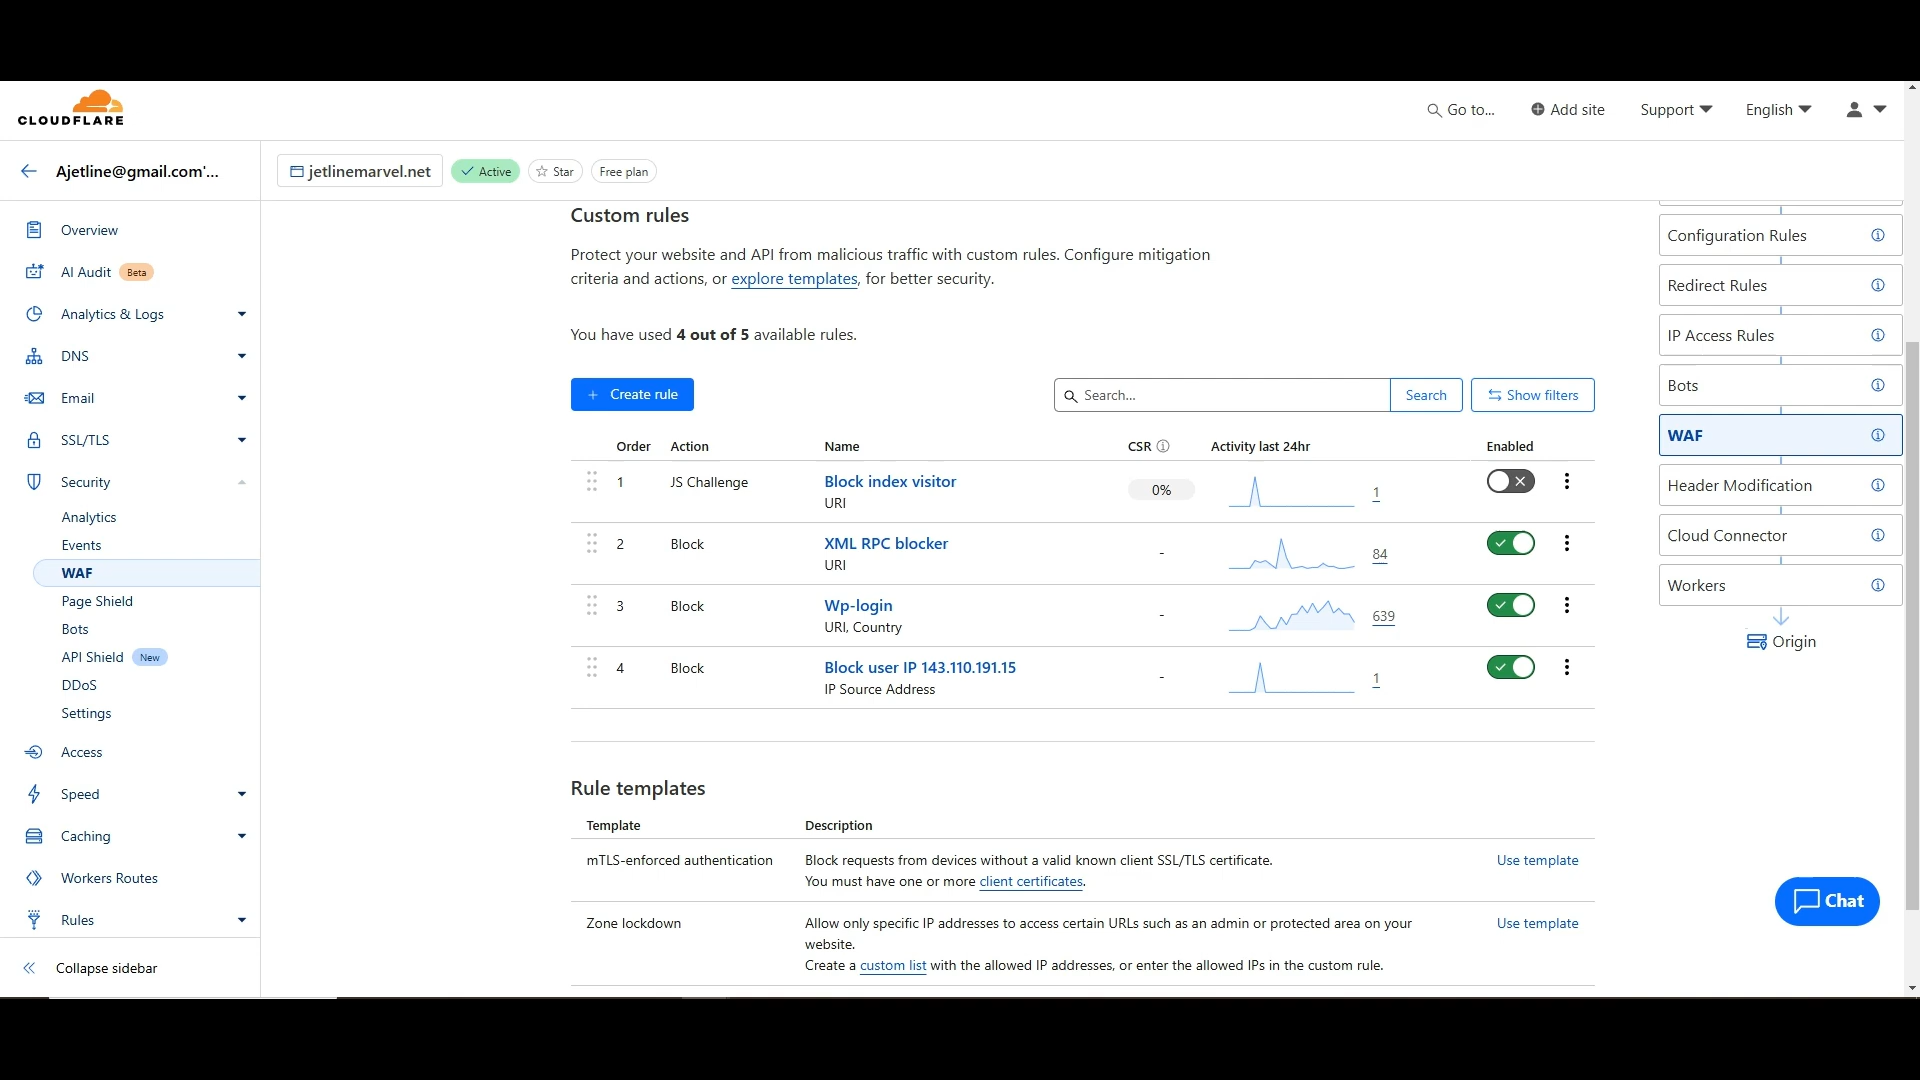 CLOUDFLARE
Go to...
Add site
Support
English
Ajetline@gmail.com'...
jetlinemarvel.net
Active
Star
Free plan
Overview
AI Audit Beta
Analytics & Logs
DNS
Email
SSL/TLS
Security
Analytics
Events
WAF
Page Shield
Bots
API Shield New
DDoS
Settings
Access
Speed
Caching
Workers Routes
Rules
Collapse sidebar
Custom rules
Protect your website and API from malicious traffic with custom rules. Configure mitigation
criteria and actions, or explore templates, for better security.
You have used 4 out of 5 available rules.
Create rule
Search...
Search
Show filters
Order Action Name CSR Activity last 24hr Enabled
1 JS Challenge Block index visitor 0% 1
URI
2 Block XML RPC blocker - 84
URI
3 Block Wp-login - 639
URI, Country
4 Block Block user IP 143.110.191.15 - 1
IP Source Address
Rule templates
Template Description
mTLS-enforced authentication Block requests from devices without a valid known client SSL/TLS certificate. Use template
You must have one or more client certificates.
Zone lockdown Allow only specific IP addresses to access certain URLs such as an admin or protected area on your Use template
website.
Create a custom list with the allowed IP addresses, or enter the allowed IPs in the custom rule.
Configuration Rules
Redirect Rules
IP Access Rules
Bots
WAF
Header Modification
Cloud Connector
Workers
Origin
Chat